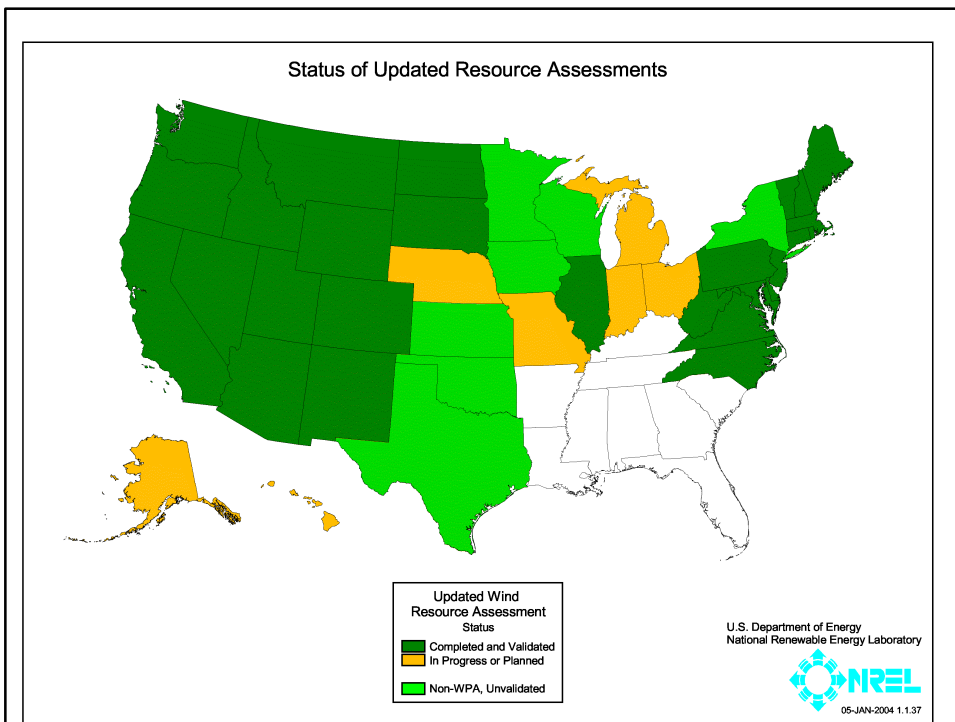 Status of Updated Resource Assessments
Updated Wind
Resource Assessment
Status
Completed and Validated
In Progress or Planned
Non-WPA, Unvalidated
U.S. Department of Energy
National Renewable Energy Laboratory
NREL
05-JAN-2004 1.1.37